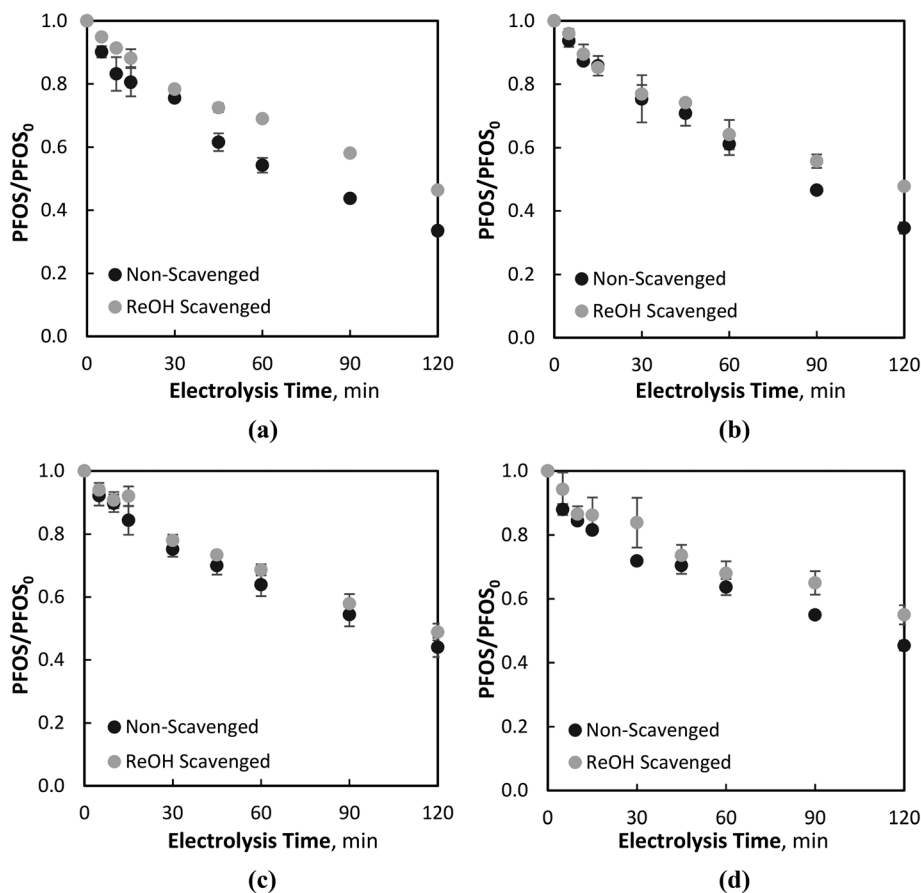 1.0
0.8
0.6
0.4
0.2
0.0
PFOS/PFOS₀
Non-Scavenged
ReOH Scavenged
0 30 60 90 120
Electrolysis Time, min
(a)
1.0
0.8
0.6
0.4
0.2
0.0
PFOS/PFOS₀
Non-Scavenged
ReOH Scavenged
0 30 60 90 120
Electrolysis Time, min
(b)
1.0
0.8
0.6
0.4
0.2
0.0
PFOS/PFOS₀
Non-Scavenged
ReOH Scavenged
0 30 60 90 120
Electrolysis Time, min
(c)
1.0
0.8
0.6
0.4
0.2
0.0
PFOS/PFOS₀
Non-Scavenged
ReOH Scavenged
0 30 60 90 120
Electrolysis Time, min
(d)